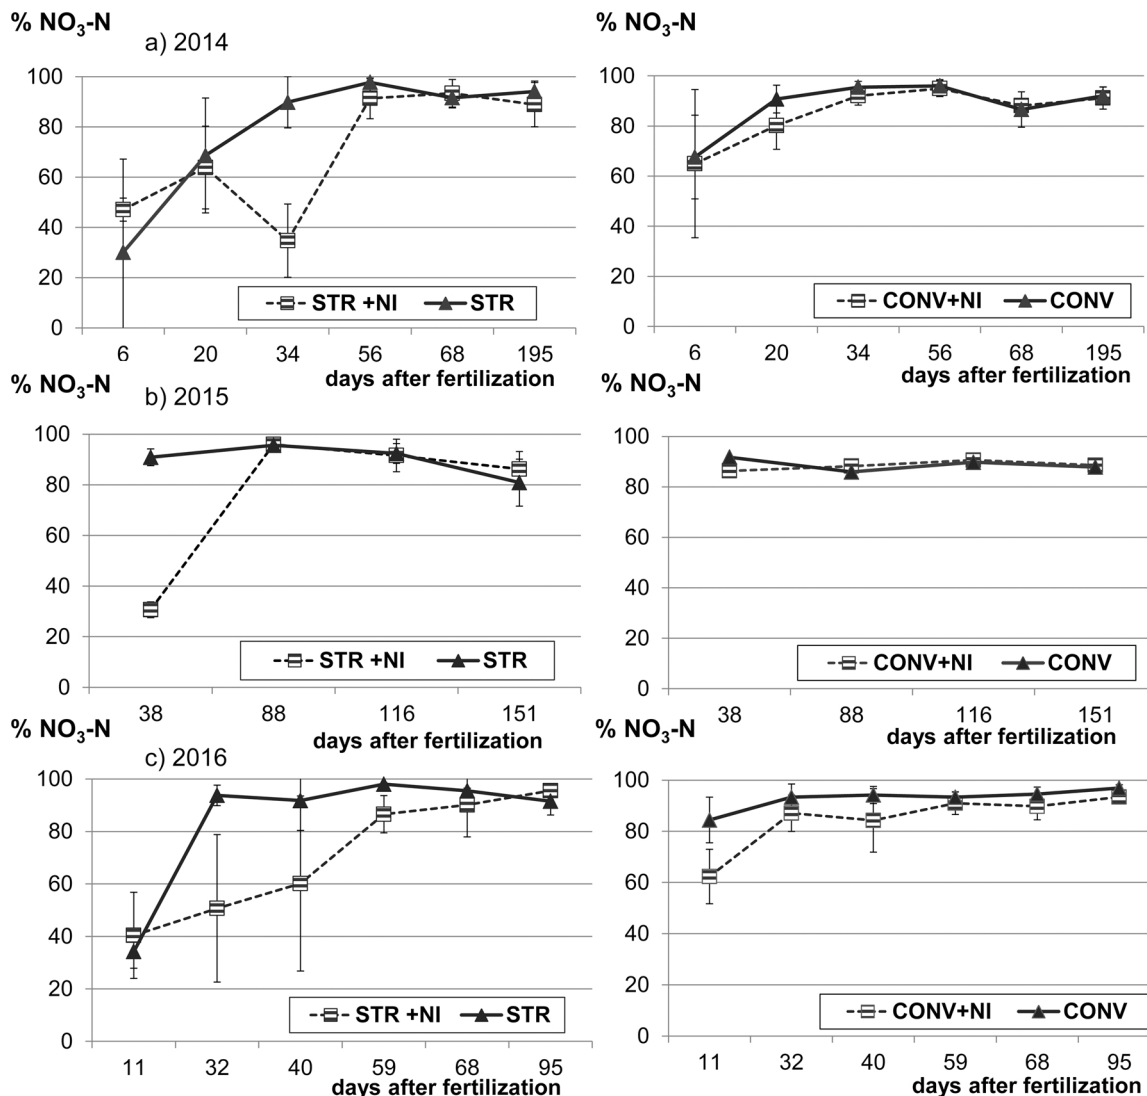 % NO3-N
a) 2014
100
80
60
40
20
0
STR +NI STR
6 20 34 56 68 195
days after fertilization
% NO3-N
100
80
60
40
20
0
CONV+NI CONV
6 20 34 56 68 195
days after fertilization
% NO3-N
b) 2015
100
80
60
40
20
0
STR +NI STR
38 88 116 151
days after fertilization
% NO3-N
100
80
60
40
20
0
CONV+NI CONV
38 88 116 151
days after fertilization
% NO3-N
c) 2016
100
80
60
40
20
0
STR +NI STR
11 32 40 59 68 95
days after fertilization
% NO3-N
100
80
60
40
20
0
CONV+NI CONV
11 32 40 59 68 95
days after fertilization